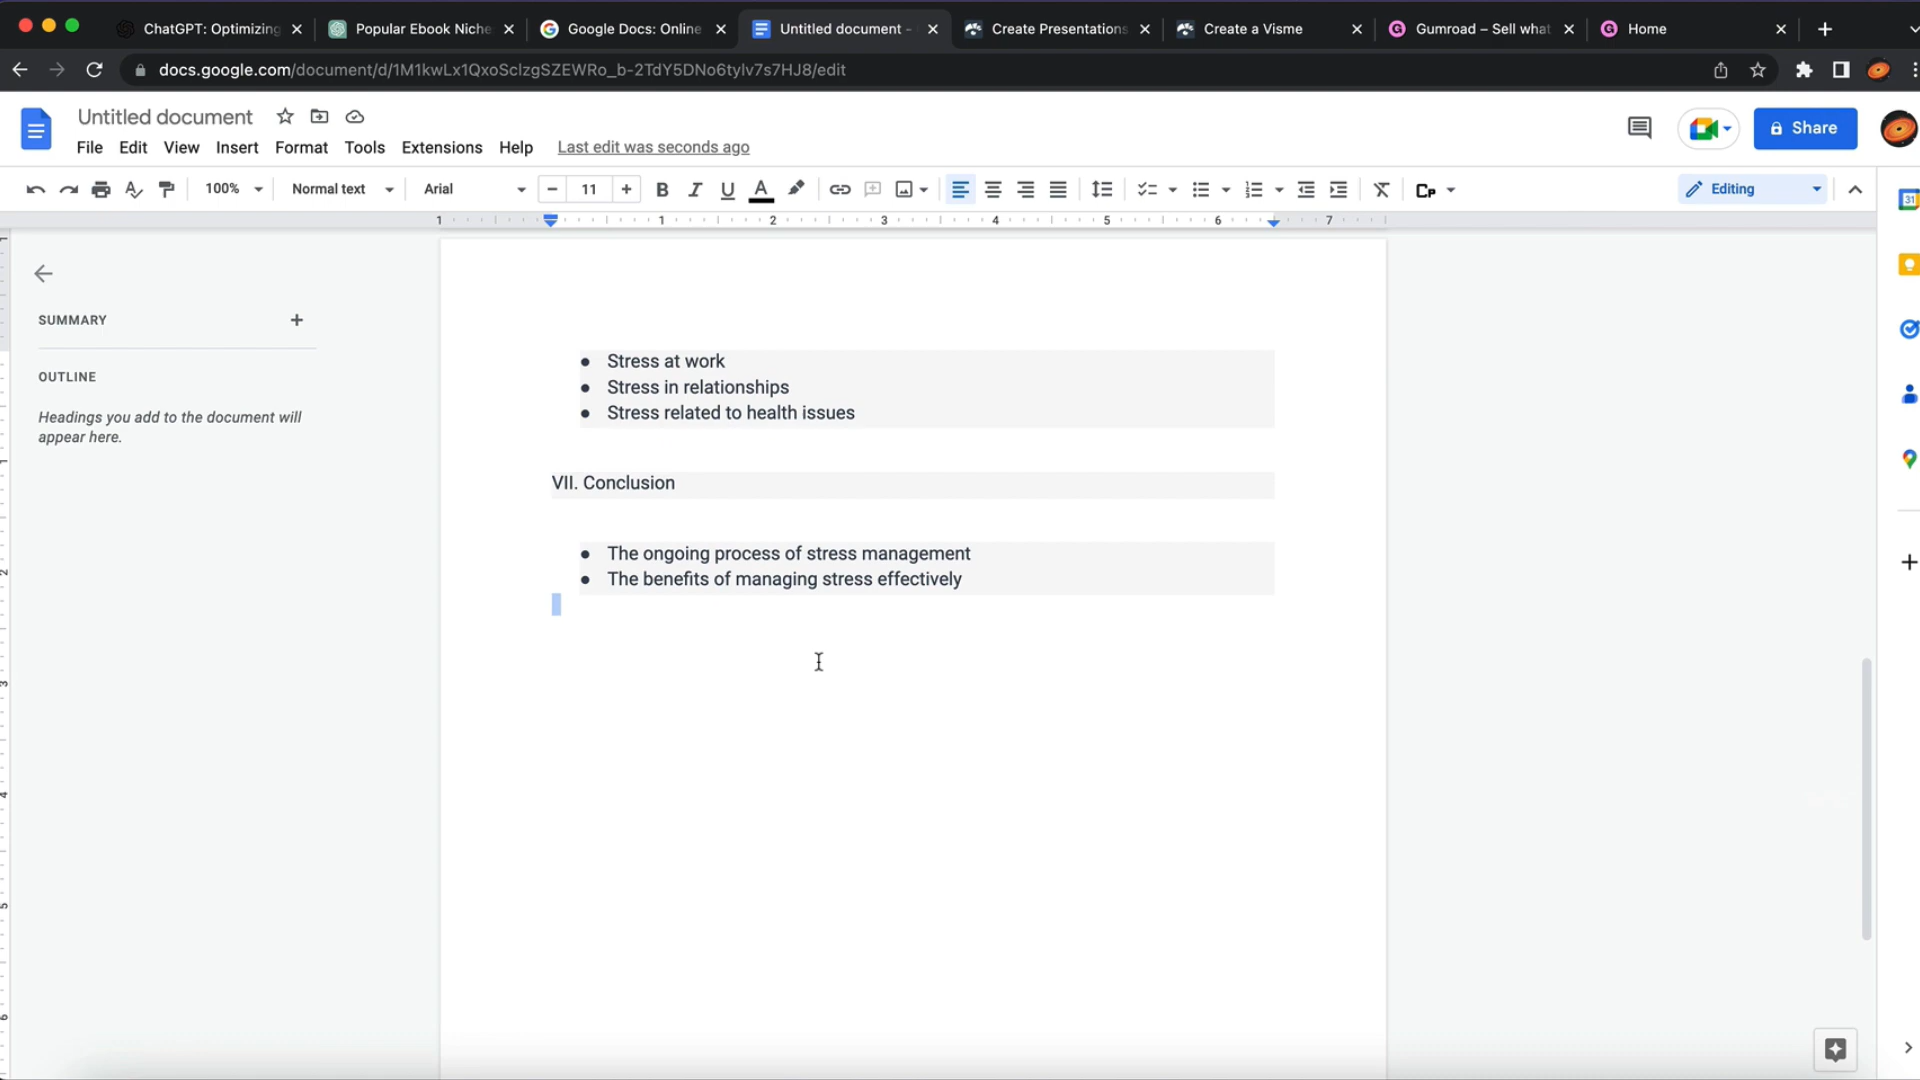 ChatGPT: Optimizing
Popular Ebook Niche
Google Docs: Online
Untitled document -
Create Presentations
Create a Visme
Gumroad – Sell what
Home
docs.google.com/document/d/1M1kwLx1QxoSclzgSZEWRo_b-2TdY5DNo6tylv7s7HJ8/edit
Untitled document
File Edit View Insert Format Tools Extensions Help Last edit was seconds ago
Share
100% Normal text Arial 11 Editing
1 1 2 3 4 5 6 7
SUMMARY
OUTLINE
Headings you add to the document will
appear here.
● Stress at work
● Stress in relationships
● Stress related to health issues
VII. Conclusion
● The ongoing process of stress management
● The benefits of managing stress effectively